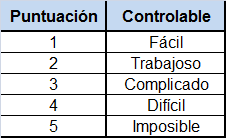 Puntuación Controlable
1 Fácil
2 Trabajoso
3 Complicado
4 Difícil
5 Imposible